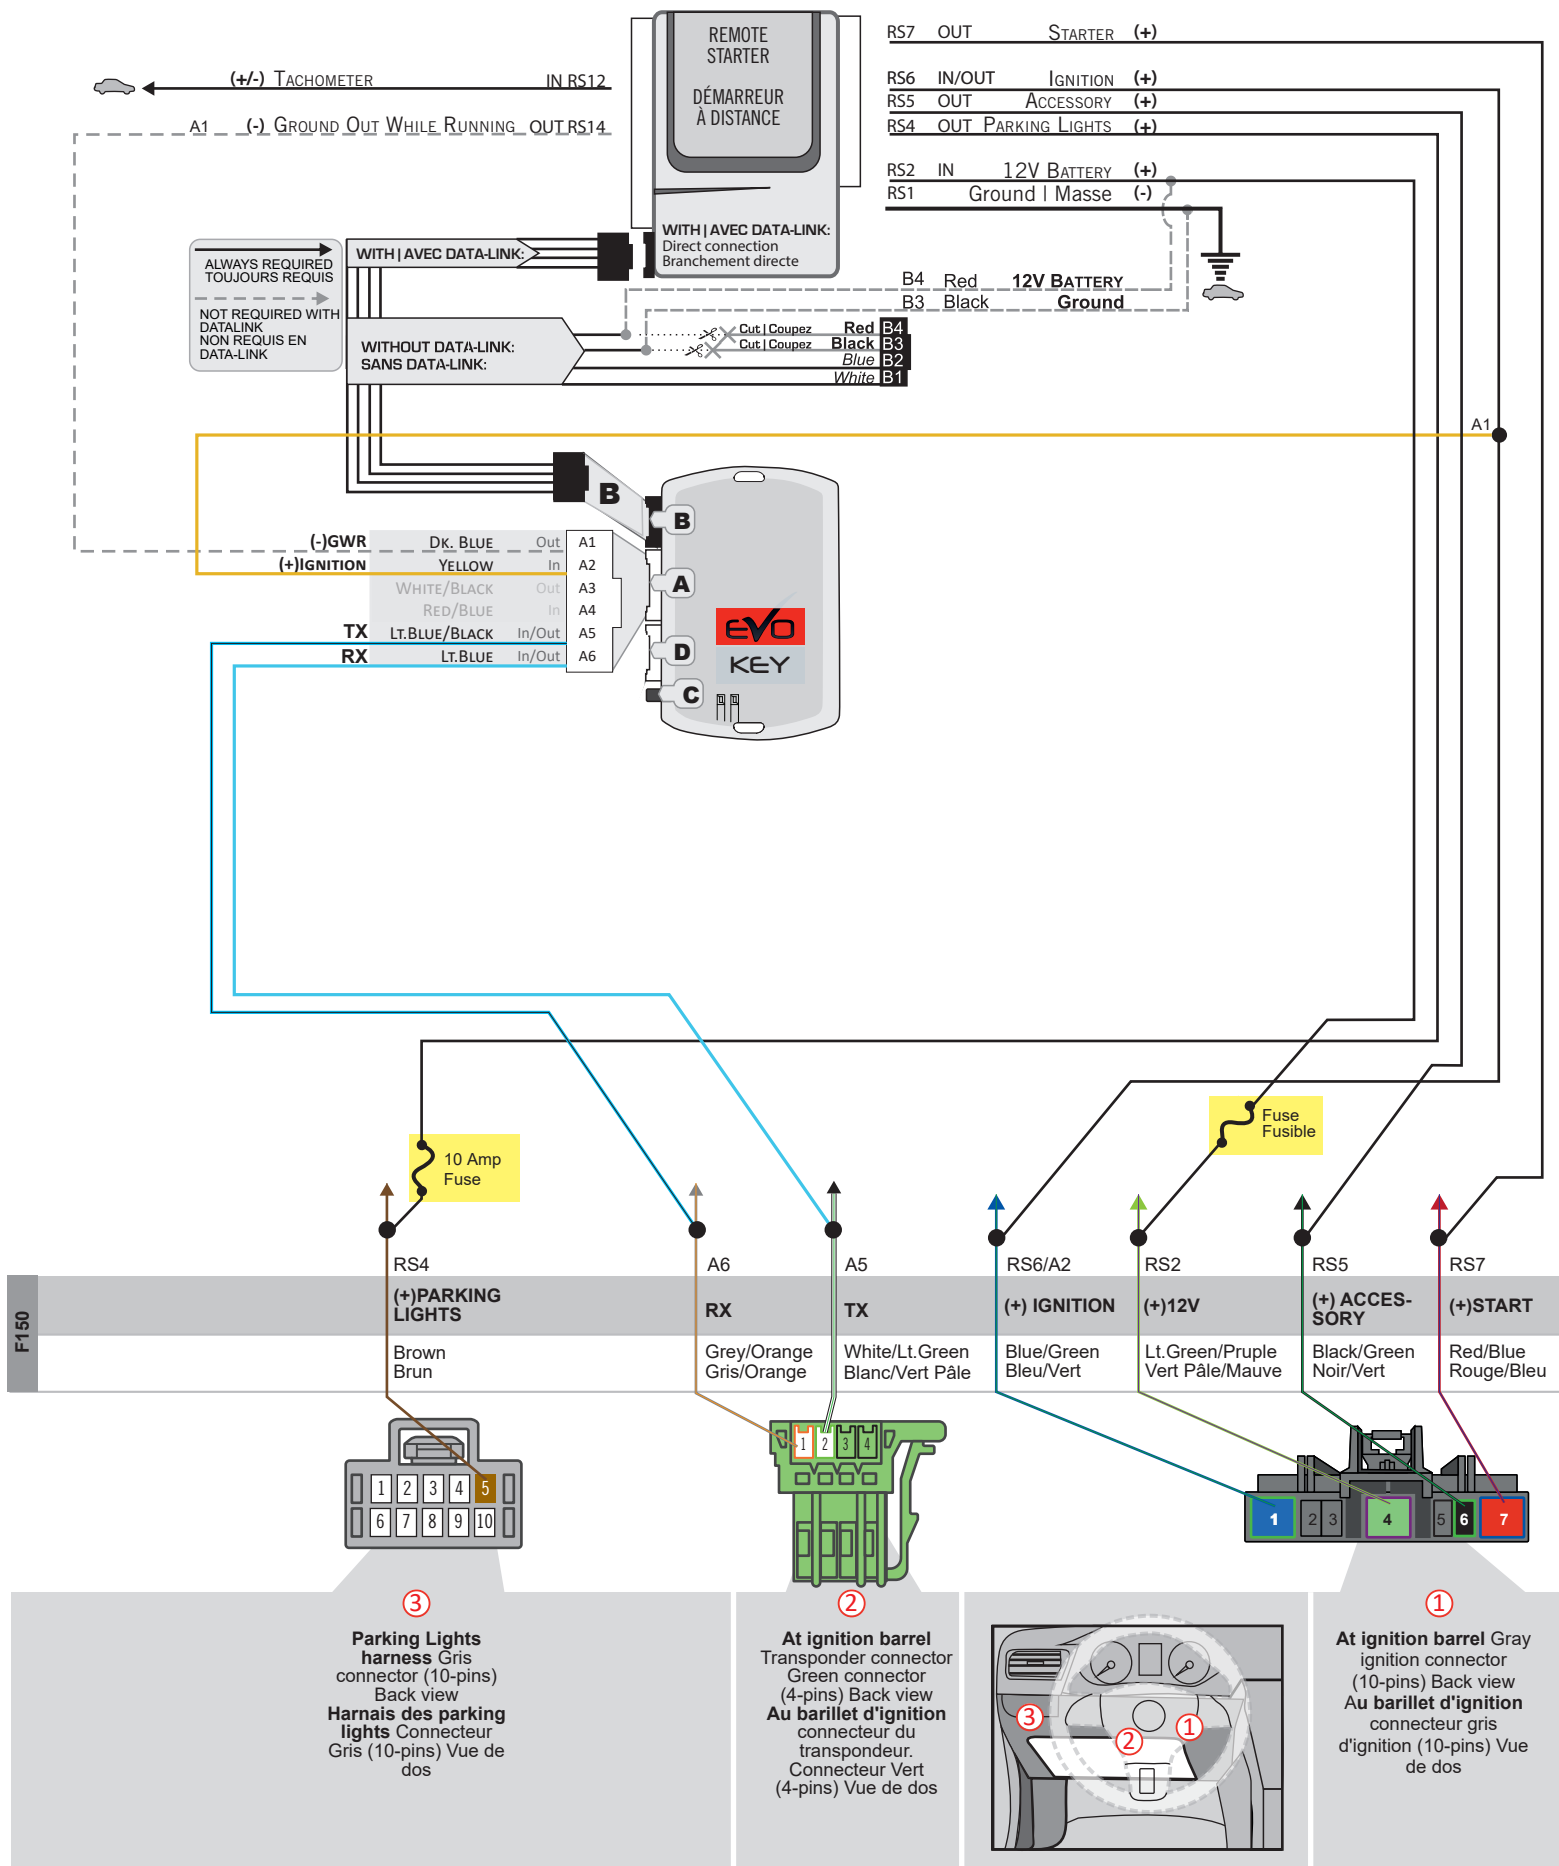 REMOTE
STARTER
DÉMARREUR
À DISTANCE
(+/-) TACHOMETER IN RS12
A1 (-) GROUND OUT WHILE RUNNING OUT RS14
RS7 OUT STARTER (+)
RS6 IN/OUT IGNITION (+)
RS5 OUT ACCESSORY (+)
RS4 OUT PARKING LIGHTS (+)
RS2 IN 12V BATTERY (+)
RS1 Ground | Masse (-)
WITH | AVEC DATA-LINK:
Direct connection
Branchement directe
ALWAYS REQUIRED
TOUJOURS REQUIS
NOT REQUIRED WITH
DATALINK
NON REQUIS EN
DATA-LINK
WITH | AVEC DATA-LINK:
B4 Red 12V BATTERY
B3 Black Ground
WITHOUT DATA-LINK:
SANS DATA-LINK:
Cut | Coupez Red B4
Cut | Coupez Black B3
Blue B2
White B1
A1
B
B
A
D
C
EVO
KEY
(-)GWR DK. BLUE Out A1
(+)IGNITION YELLOW In A2
WHITE/BLACK Out A3
RED/BLUE In A4
TX LT.BLUE/BLACK In/Out A5
RX LT.BLUE In/Out A6
10 Amp
Fuse
Fuse
Fusible
F150
RS4
(+)PARKING
LIGHTS
Brown
Brun
A6
RX
Grey/Orange
Gris/Orange
A5
TX
White/Lt.Green
Blanc/Vert Pâle
RS6/A2
(+) IGNITION
Blue/Green
Bleu/Vert
RS2
(+)12V
Lt.Green/Pruple
Vert Pâle/Mauve
RS5
(+) ACCES-
SORY
Black/Green
Noir/Vert
RS7
(+)START
Red/Blue
Rouge/Bleu
1 2 3 4 5
6 7 8 9 10
1 2 3 4
1 2 3 4 5 6 7
3
Parking Lights
harness Gris
connector (10-pins)
Back view
Harnais des parking
lights Connecteur
Gris (10-pins) Vue de
dos
2
At ignition barrel
Transponder connector
Green connector
(4-pins) Back view
Au barillet d'ignition
connecteur du
transpondeur.
Connecteur Vert
(4-pins) Vue de dos
3
2
1
1
At ignition barrel Gray
ignition connector
(10-pins) Back view
Au barillet d'ignition
connecteur gris
d'ignition (10-pins) Vue
de dos